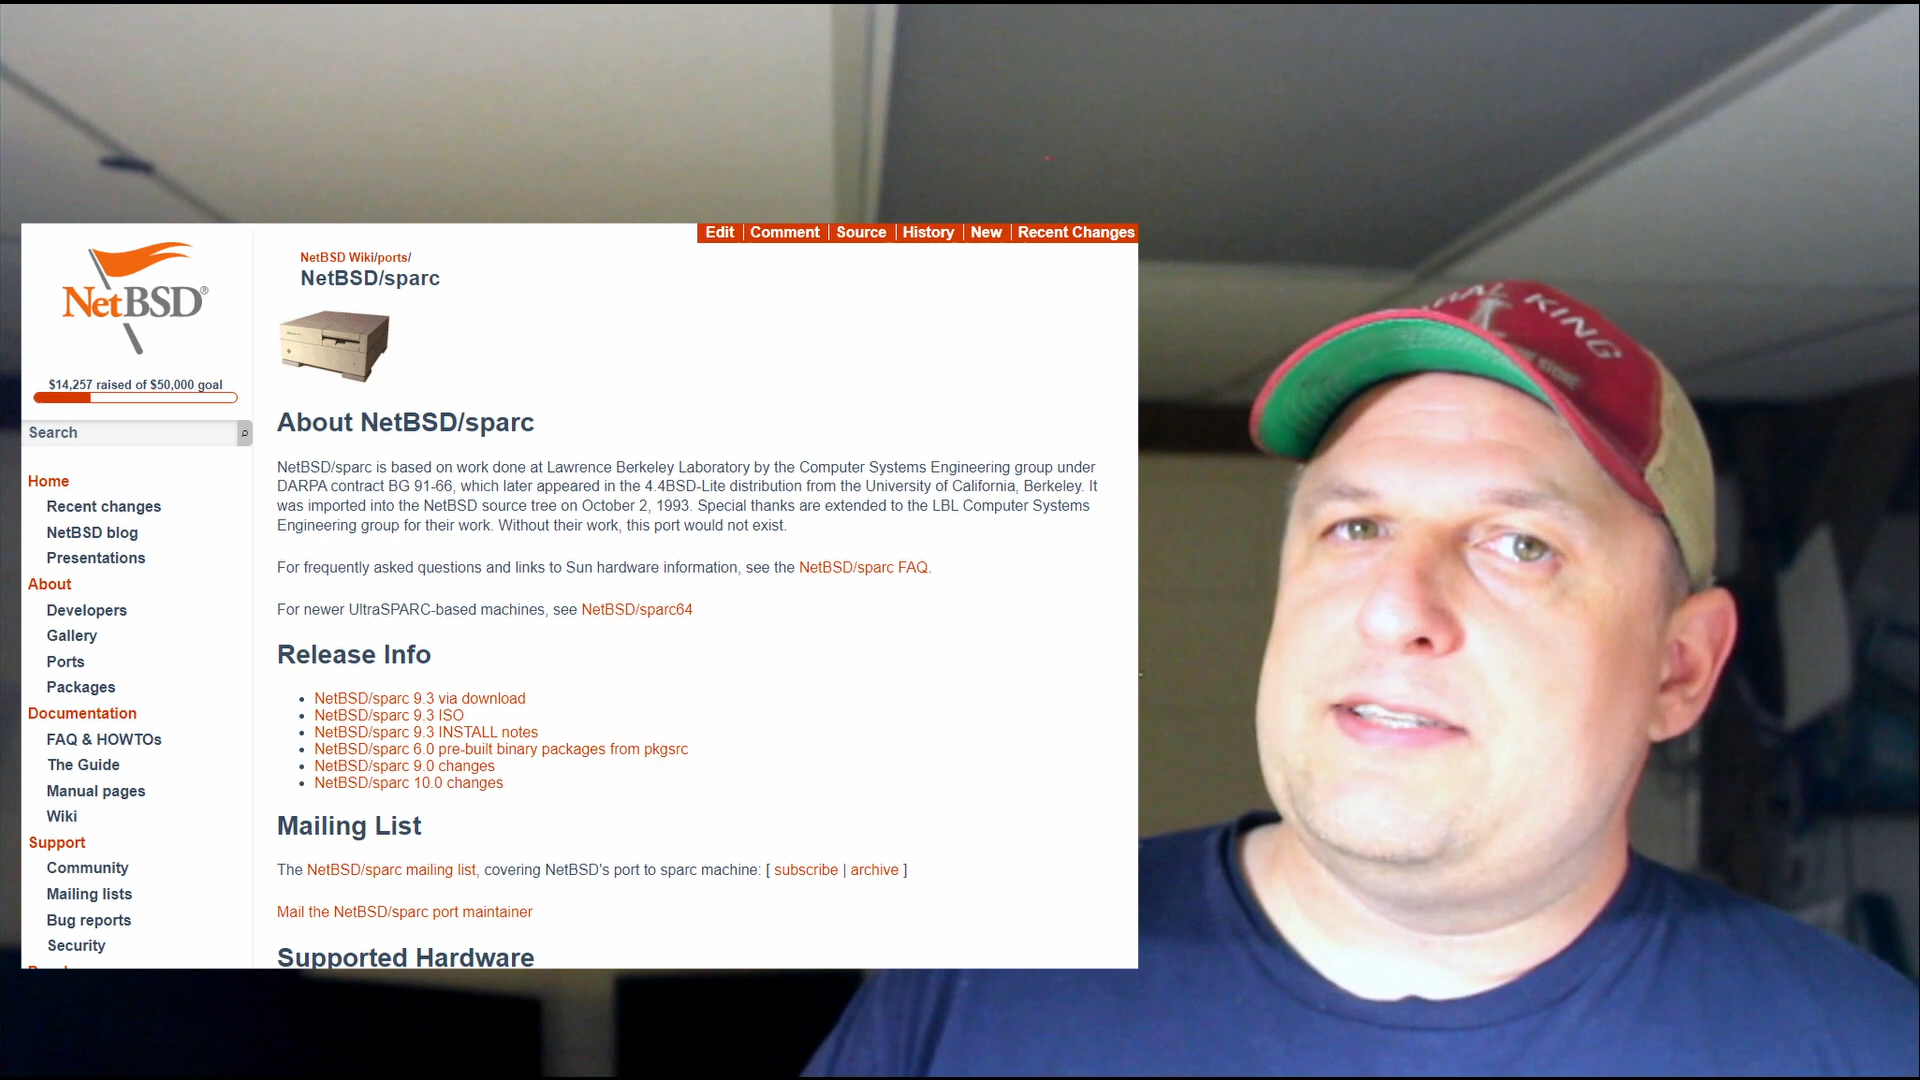 Edit | Comment | Source | History | New | Recent Changes
NetBSD®
$14,257 raised of $50,000 goal
Search
Home
Recent changes
NetBSD blog
Presentations
About
Developers
Gallery
Ports
Packages
Documentation
FAQ & HOWTOs
The Guide
Manual pages
Wiki
Support
Community
Mailing lists
Bug reports
Security
NetBSD Wiki/ports/
NetBSD/sparc
About NetBSD/sparc
NetBSD/sparc is based on work done at Lawrence Berkeley Laboratory by the Computer Systems Engineering group under
DARPA contract BG 91-66, which later appeared in the 4.4BSD-Lite distribution from the University of California, Berkeley. It
was imported into the NetBSD source tree on October 2, 1993. Special thanks are extended to the LBL Computer Systems
Engineering group for their work. Without their work, this port would not exist.
For frequently asked questions and links to Sun hardware information, see the NetBSD/sparc FAQ.
For newer UltraSPARC-based machines, see NetBSD/sparc64
Release Info
NetBSD/sparc 9.3 via download
NetBSD/sparc 9.3 ISO
NetBSD/sparc 9.3 INSTALL notes
NetBSD/sparc 6.0 pre-built binary packages from pkgsrc
NetBSD/sparc 9.0 changes
NetBSD/sparc 10.0 changes
Mailing List
The NetBSD/sparc mailing list, covering NetBSD's port to sparc machine: [ subscribe | archive ]
Mail the NetBSD/sparc port maintainer
Supported Hardware
KING
STORE